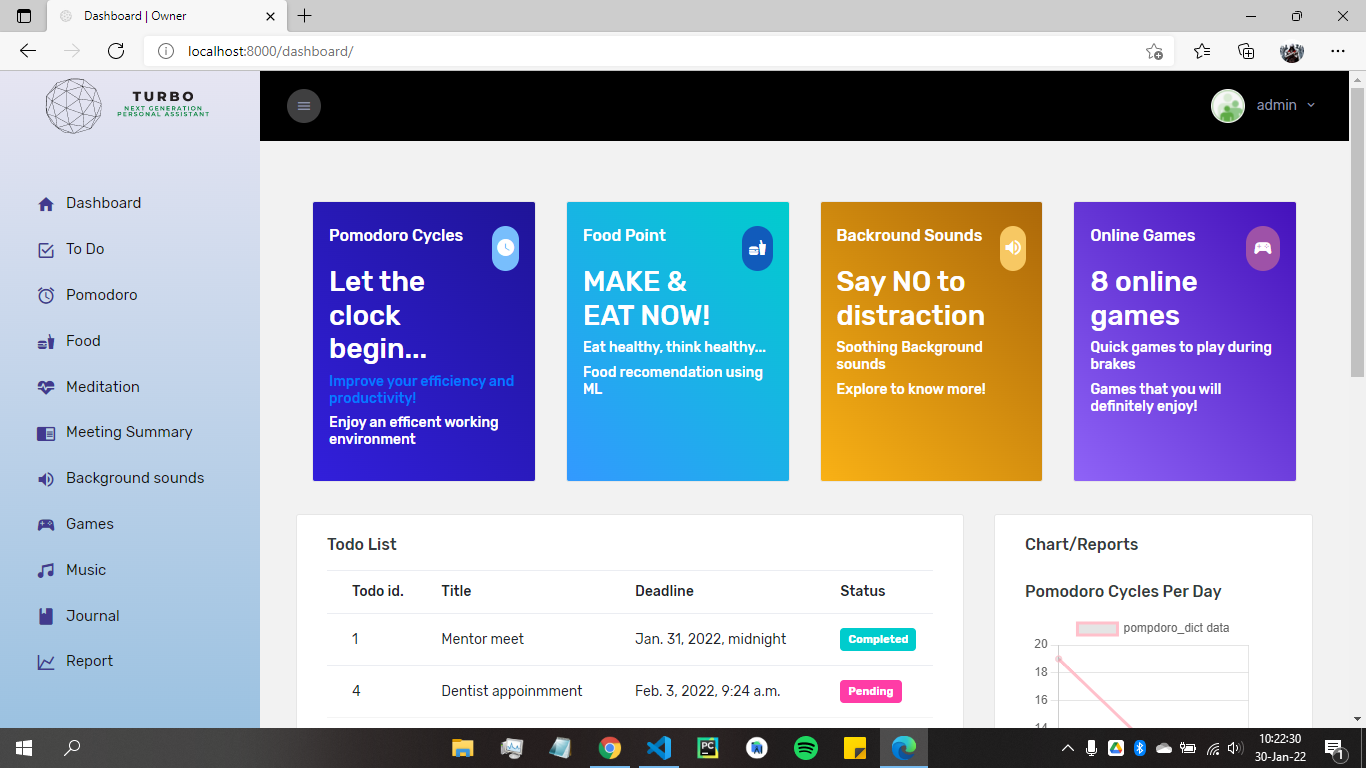 Dashboard | Owner
localhost:8000/dashboard/
TURBO
NEXT GENERATION
PERSONAL ASSISTANT
admin
Dashboard
To Do
Pomodoro
Food
Meditation
Meeting Summary
Background sounds
Games
Music
Journal
Report
Pomodoro Cycles
Let the
clock
begin...
Improve your efficiency and
productivity!
Enjoy an efficent working
environment
Food Point
MAKE &
EAT NOW!
Eat healthy, think healthy...
Food recomendation using
ML
Backround Sounds
Say NO to
distraction
Soothing Background
sounds
Explore to know more!
Online Games
8 online
games
Quick games to play during
brakes
Games that you will
definitely enjoy!
Todo List
Todo id. Title Deadline Status
1 Mentor meet Jan. 31, 2022, midnight Completed
4 Dentist appoinmment Feb. 3, 2022, 9:24 a.m. Pending
Chart/Reports
Pomodoro Cycles Per Day
pompdoro_dict data
20
18
16
14
PC
10:22:30
30-Jan-22
1